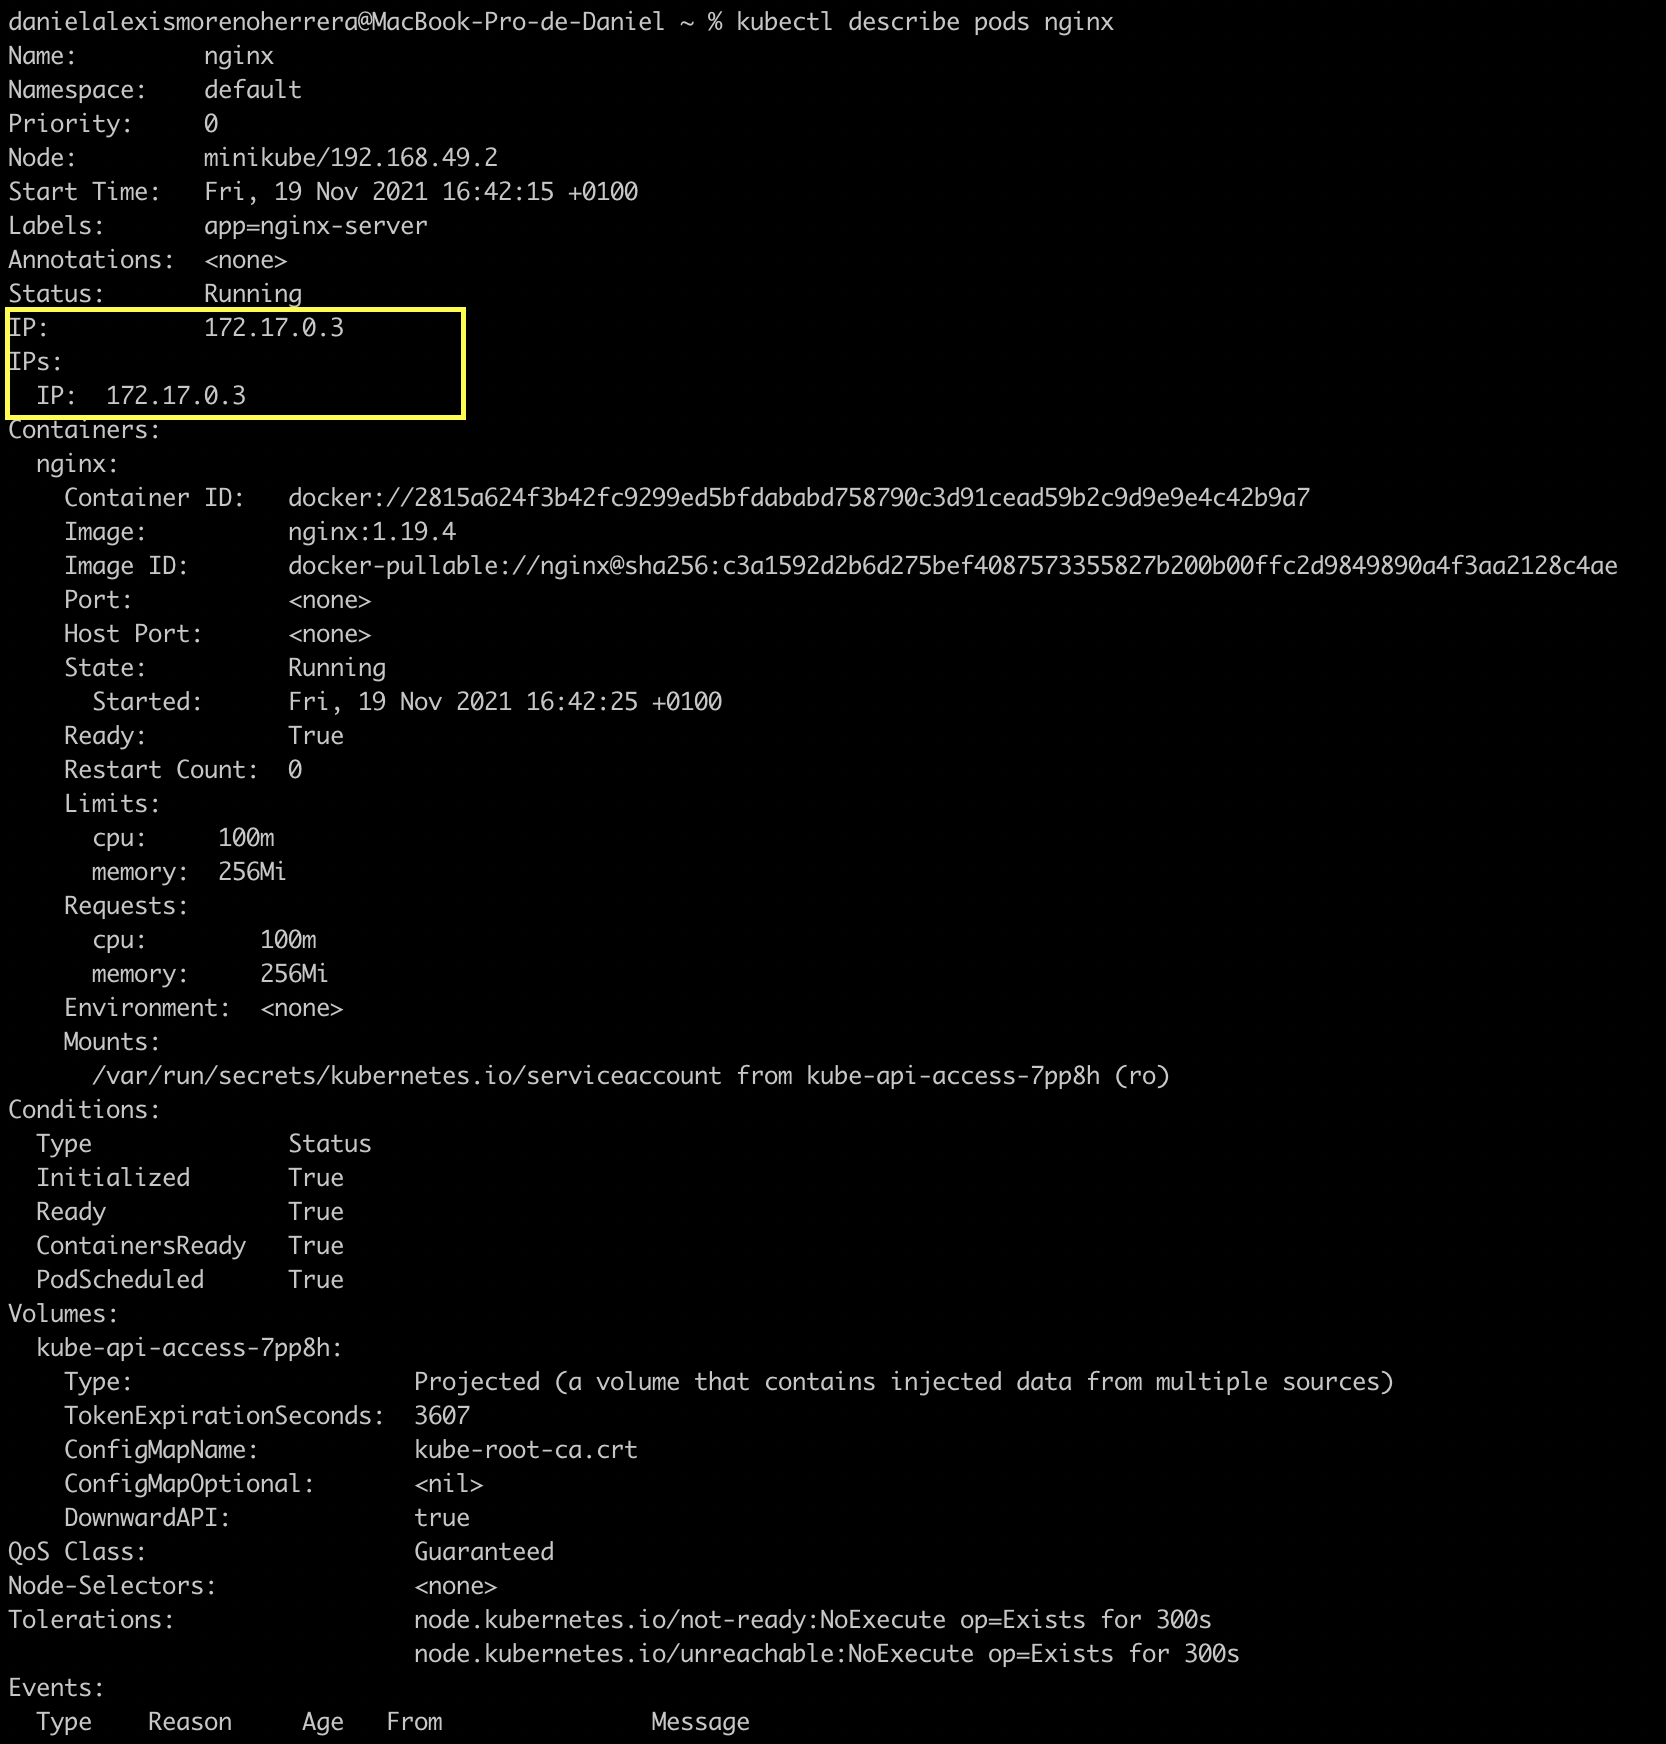 danielalexismorenoherrera@MacBook-Pro-de-Daniel ~ % kubectl describe pods nginx
Name:         nginx
Namespace:    default
Priority:     0
Node:         minikube/192.168.49.2
Start Time:   Fri, 19 Nov 2021 16:42:15 +0100
Labels:       app=nginx-server
Annotations:  <none>
Status:       Running
IP:           172.17.0.3
IPs:
  IP:  172.17.0.3
Containers:
  nginx:
    Container ID:   docker://2815a624f3b42fc9299ed5bfdababd758790c3d91cead59b2c9d9e9e4c42b9a7
    Image:          nginx:1.19.4
    Image ID:       docker-pullable://nginx@sha256:c3a1592d2b6d275bef4087573355827b200b00ffc2d9849890a4f3aa2128c4ae
    Port:           <none>
    Host Port:      <none>
    State:          Running
      Started:      Fri, 19 Nov 2021 16:42:25 +0100
    Ready:          True
    Restart Count:  0
    Limits:
      cpu:     100m
      memory:  256Mi
    Requests:
      cpu:        100m
      memory:     256Mi
    Environment:  <none>
    Mounts:
      /var/run/secrets/kubernetes.io/serviceaccount from kube-api-access-7pp8h (ro)
Conditions:
  Type              Status
  Initialized       True
  Ready             True
  ContainersReady   True
  PodScheduled      True
Volumes:
  kube-api-access-7pp8h:
    Type:                    Projected (a volume that contains injected data from multiple sources)
    TokenExpirationSeconds:  3607
    ConfigMapName:           kube-root-ca.crt
    ConfigMapOptional:       <nil>
    DownwardAPI:             true
QoS Class:                   Guaranteed
Node-Selectors:              <none>
Tolerations:                 node.kubernetes.io/not-ready:NoExecute op=Exists for 300s
                             node.kubernetes.io/unreachable:NoExecute op=Exists for 300s
Events:
  Type    Reason     Age   From               Message